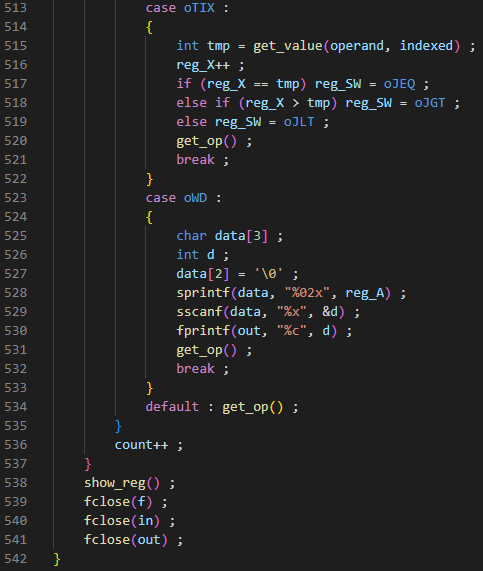 513 case oTIX :
514 {
515 int tmp = get_value(operand, indexed) ;
516 reg_X++ ;
517 if (reg_X == tmp) reg_SW = oJEQ ;
518 else if (reg_X > tmp) reg_SW = oJGT ;
519 else reg_SW = oJLT ;
520 get_op() ;
521 break ;
522 }
523 case oWD :
524 {
525 char data[3] ;
526 int d ;
527 data[2] = '\0' ;
528 sprintf(data, "%02x", reg_A) ;
529 sscanf(data, "%x", &d) ;
530 fprintf(out, "%c", d) ;
531 get_op() ;
532 break ;
533 }
534 default : get_op() ;
535 }
536 count++ ;
537 }
538 show_reg() ;
539 fclose(f) ;
540 fclose(in) ;
541 fclose(out) ;
542 }